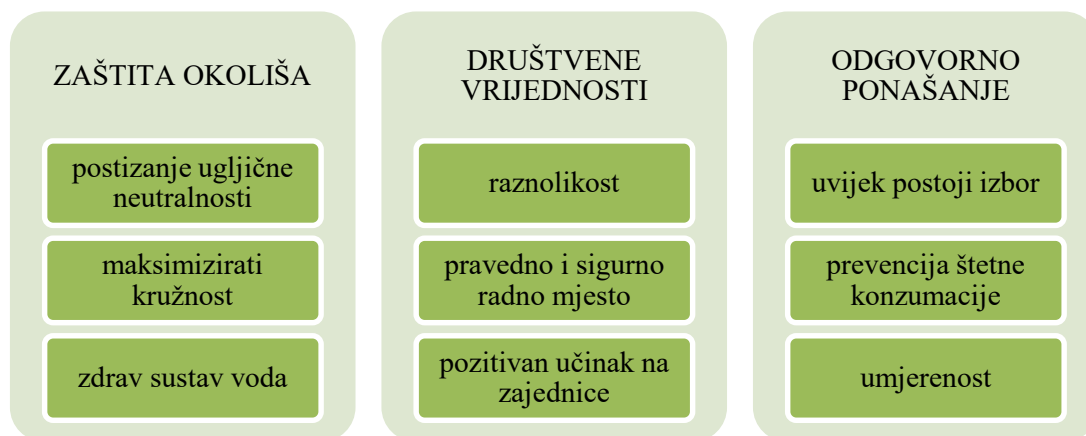 ZAŠTITA OKOLIŠA
postizanje ugljične
neutralnosti
maksimizirati
kružnost
zdrav sustav voda
DRUŠTVENE
VRIJEDNOSTI
raznolikost
pravedno i sigurno
radno mjesto
pozitivan učinak na
zajednice
ODGOVORNO
PONAŠANJE
uvijek postoji izbor
prevencija štetne
konzumacije
umjerenost